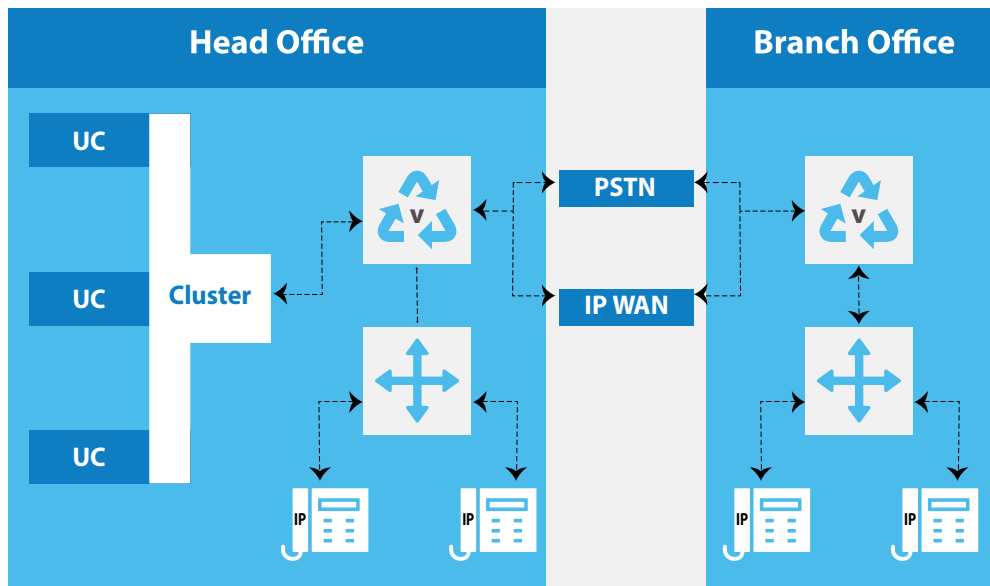 Head Office
Branch Office
UC
V
PSTN
V
UC
Cluster
IP WAN
UC
IP
IP
IP
IP